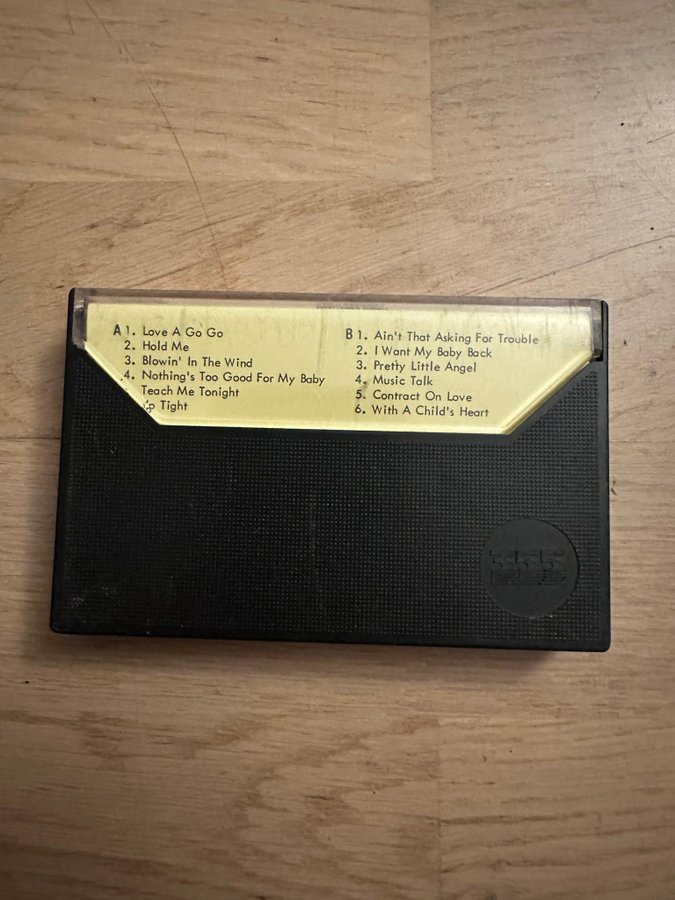 A 1. Love A Go Go
2. Hold Me
3. Blowin' In The Wind
4. Nothing's Too Good For My Baby
Teach Me Tonight
p Tight
B 1. Ain't That Asking For Trouble
2. I Want My Baby Back
3. Pretty Little Angel
4. Music Talk
5. Contract On Love
6. With A Child's Heart